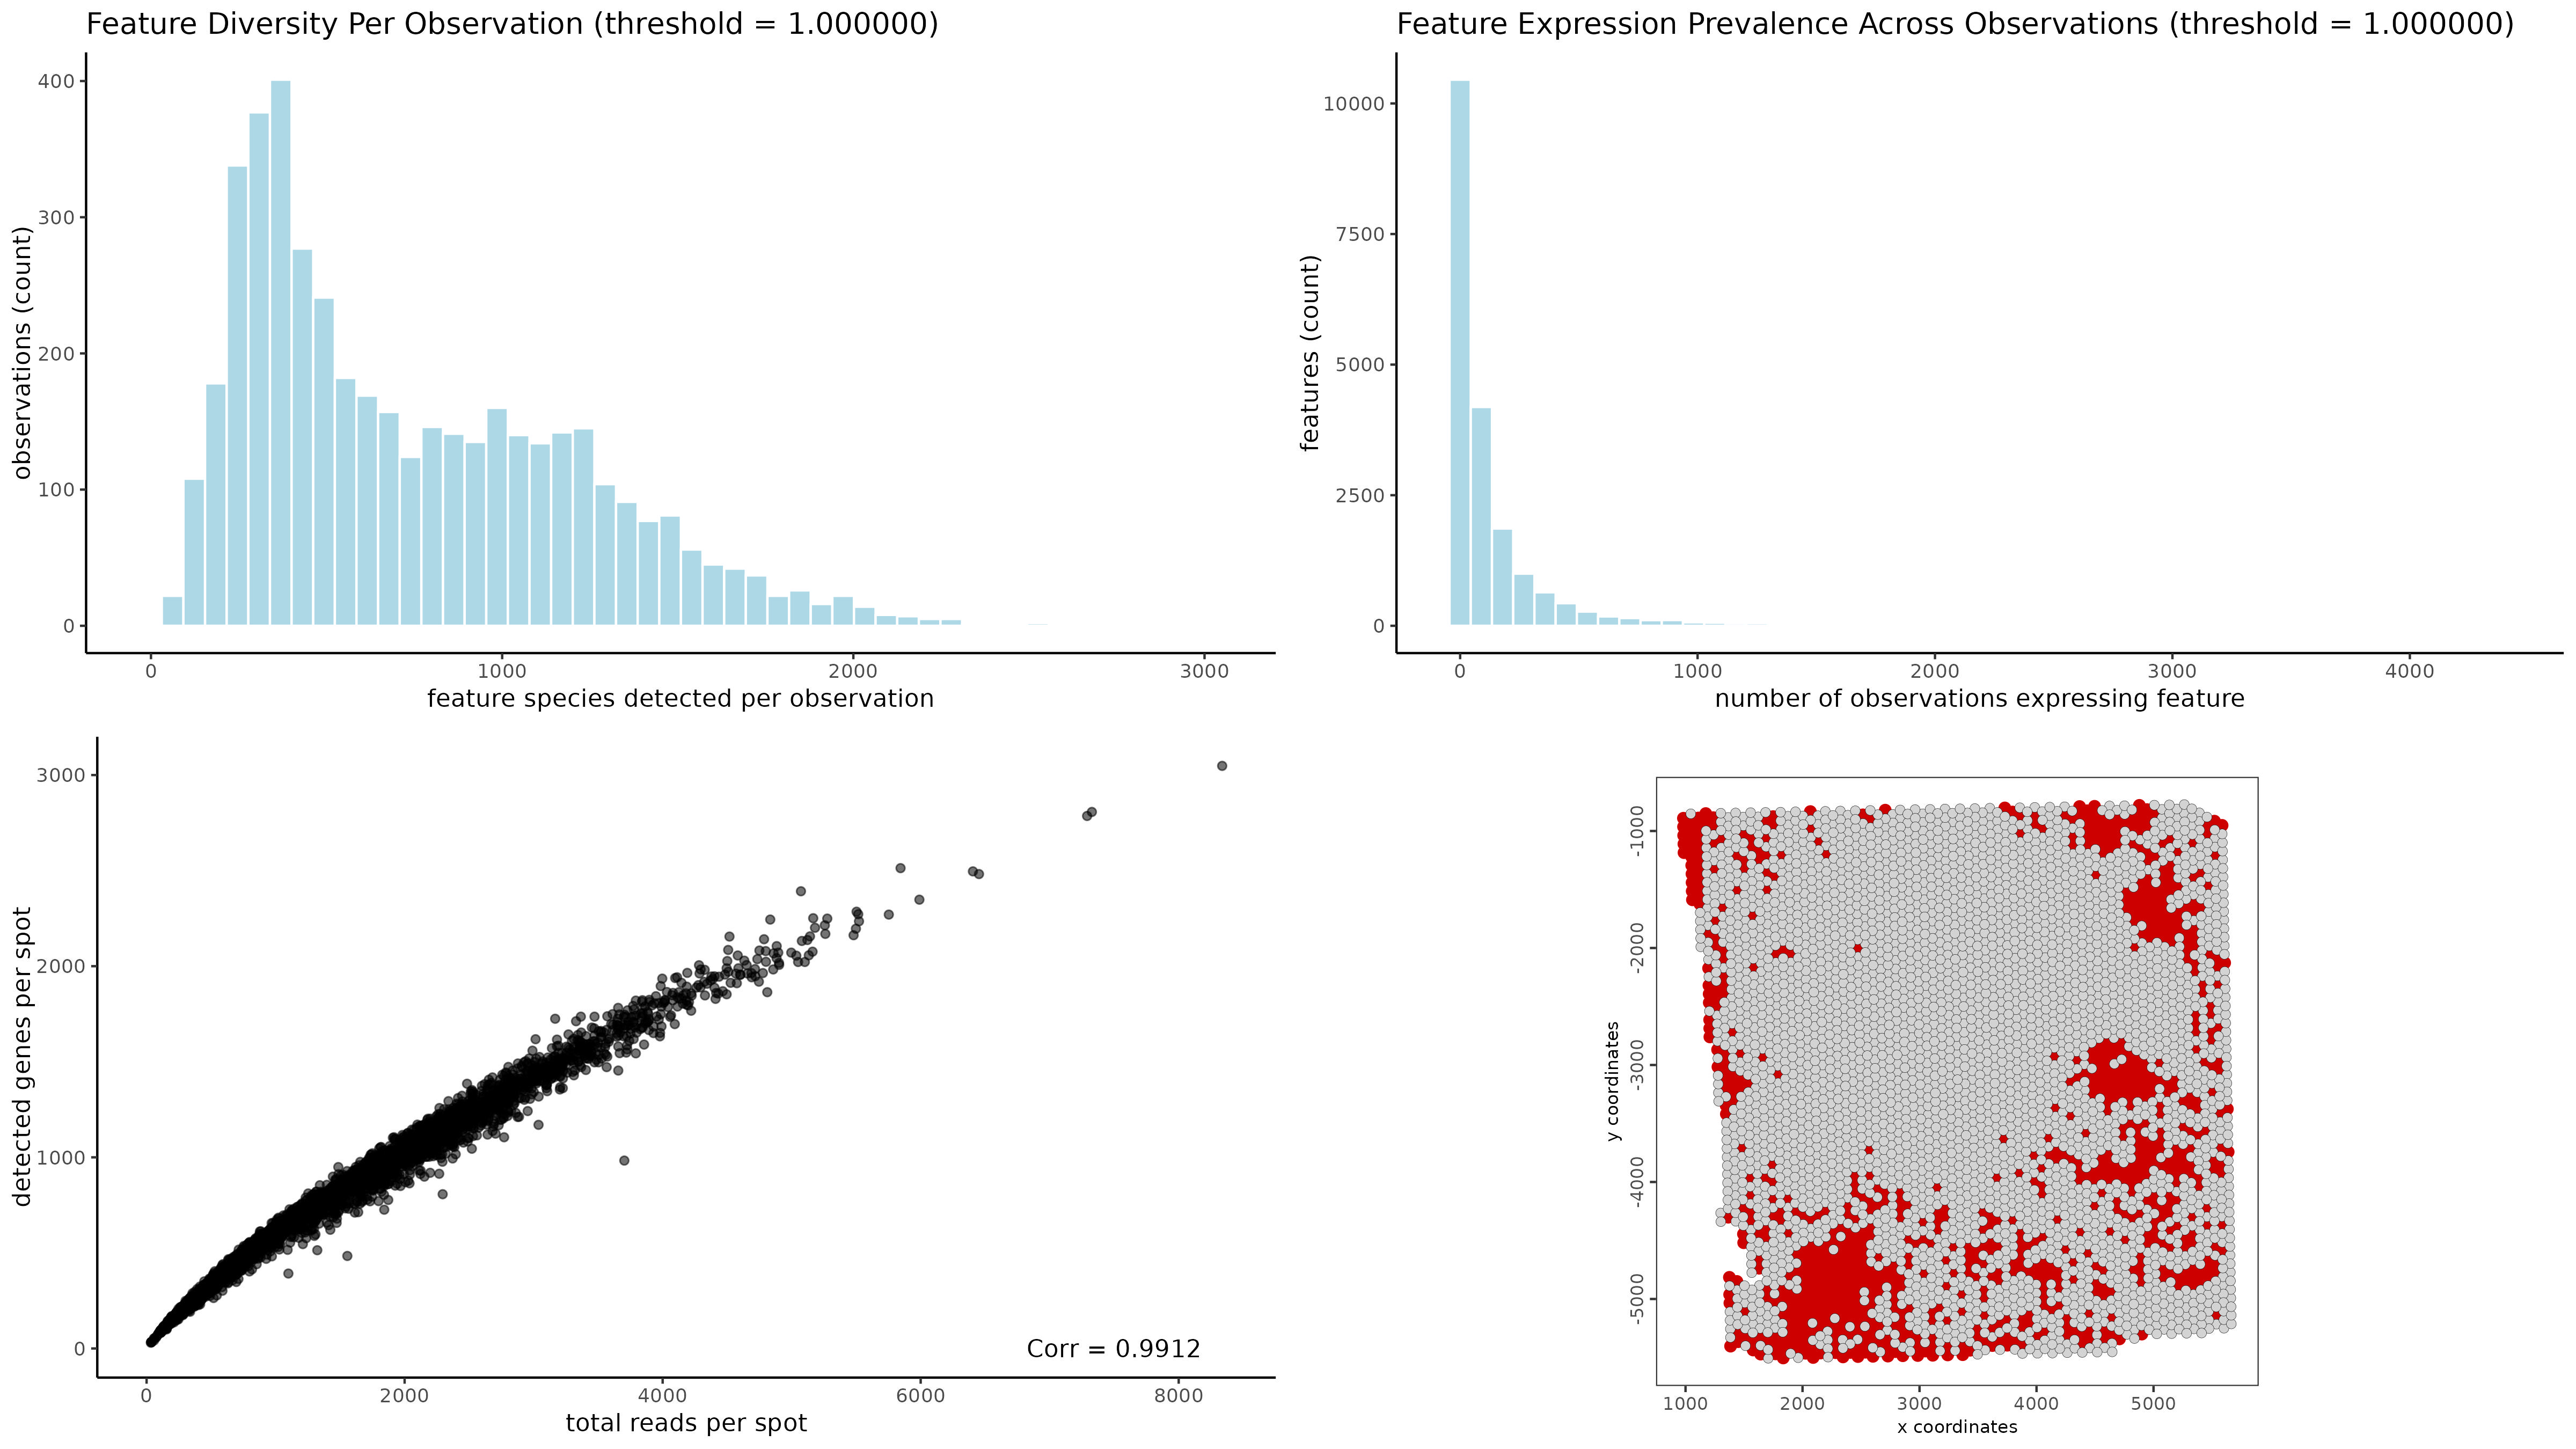 Feature Diversity Per Observation (threshold = 1.000000)
400
300
200
100
0
observations (count)
0 1000 2000 3000
feature species detected per observation
Feature Expression Prevalence Across Observations (threshold = 1.000000)
10000
7500
5000
2500
0
features (count)
0 1000 2000 3000 4000
number of observations expressing feature
3000
2000
1000
0
detected genes per spot
Corr = 0.9912
0 2000 4000 6000 8000
total reads per spot
-1000
-2000
-3000
-4000
-5000
y coordinates
1000 2000 3000 4000 5000
x coordinates